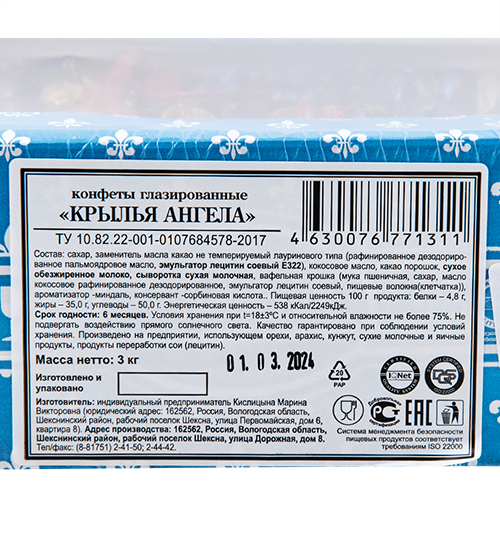 конфеты глазированные
«КРЫЛЬЯ АНГЕЛА»
ТУ 10.82.22-001-0107684578-2017
4 630076 771311
Состав: сахар, заменитель масла какао не темперируемый лауринового типа (рафинированное дезодориро-
ванное пальмоядровое масло, эмульгатор лецитин соевый Е322), кокосовое масло, какао порошок, сухое
обезжиренное молоко, сыворотка сухая молочная), вафельная крошка (мука пшеничная, сахар, масло
кокосовое рафинированное дезодорированное, эмульгатор лецитин соевый, пищевые волокна(клетчатка)),
ароматизатор -миндаль, консервант -сорбиновая кислота.. Пищевая ценность 100 г продукта: белки – 4,8 г,
жиры – 35,0 г, углеводы – 50,0 г. Энергетическая ценность – 538 кКал/2249кДж.
Срок годности: 6 месяцев. Условия хранения при t=18±3°С и относительной влажности не более 75%. Не
подвергать воздействию прямого солнечного света. Качество гарантировано при соблюдении условий
хранения. Произведено на предприятии, использующем орехи, арахис, кунжут, сухие молочные и яичные
продукты, продукты переработки сои (лецитин).
Масса нетто: 3 кг
01. 03. 2024
Изготовлено и
упаковано
20
PAP
IQNet
Изготовитель: индивидуальный предприниматель Кислицына Марина
Викторовна (юридический адрес: 162562, Россия, Вологодская область,
Шекснинский район, рабочий поселок Шексна, улица Первомайская, дом 6,
квартира 8). Адрес производства: 162562, Россия, Вологодская область,
Шекснинский район, рабочий поселок Шексна, улица Дорожная, дом 8.
Тел/факс: (8-81751) 2-41-50; 2-44-42.
EAC
Система менеджмента безопасности
пищевых продуктов соответствует
требованиям ISO 22000